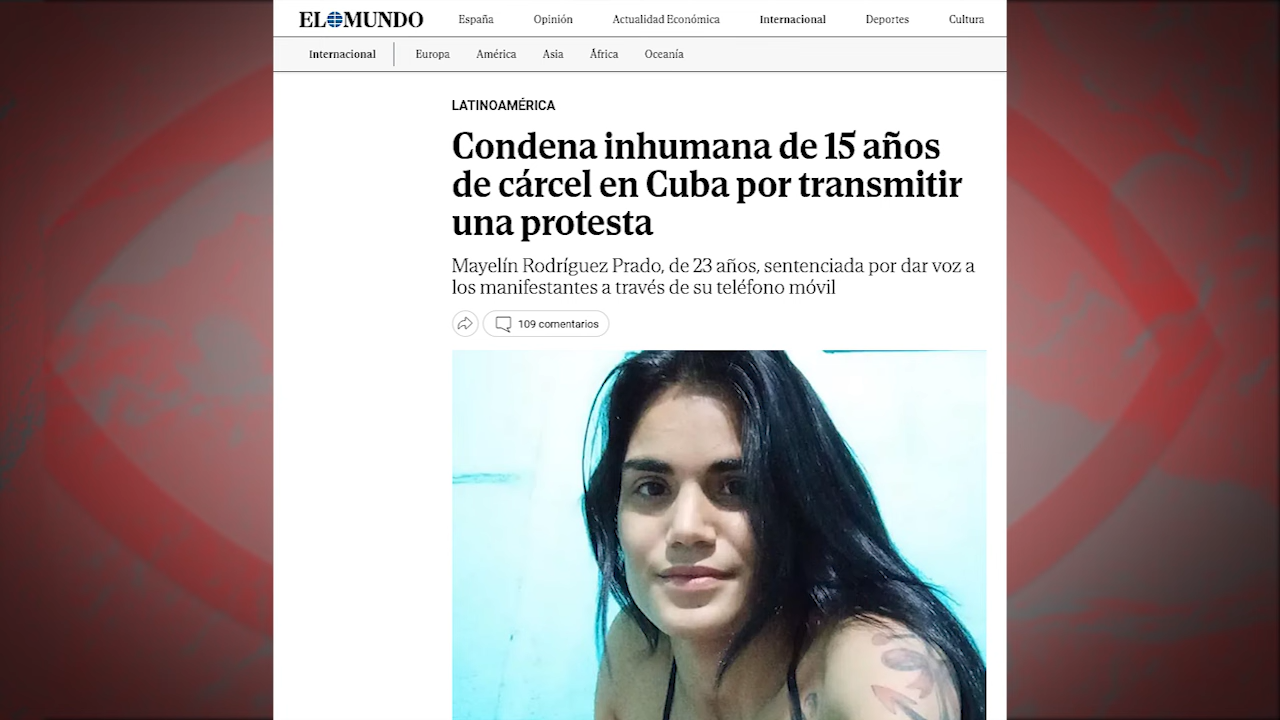 EL MUNDO
España
Opinión
Actualidad Económica
Internacional
Deportes
Cultura
Internacional
Europa
América
Asia
África
Oceanía
LATINOAMÉRICA
Condena inhumana de 15 años
de cárcel en Cuba por transmitir
una protesta
Mayelín Rodríguez Prado, de 23 años, sentenciada por dar voz a
los manifestantes a través de su teléfono móvil
109 comentarios